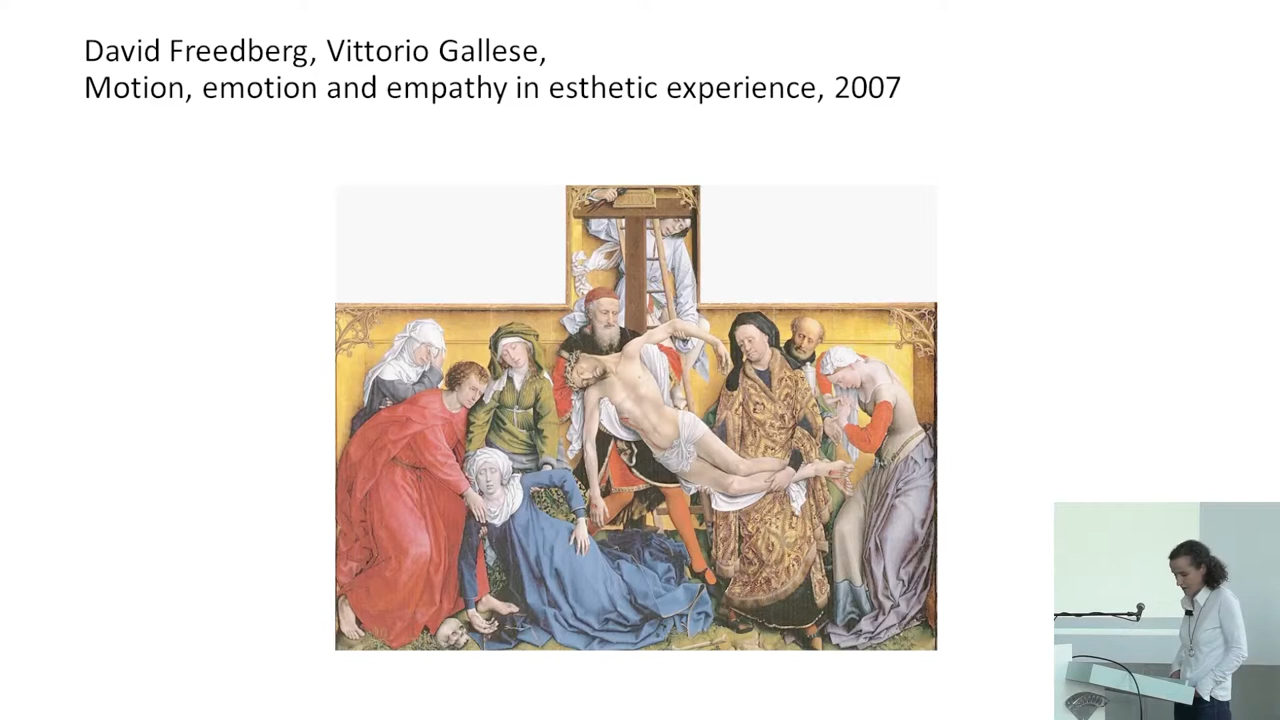 David Freedberg, Vittorio Gallese,
Motion, emotion and empathy in esthetic experience, 2007